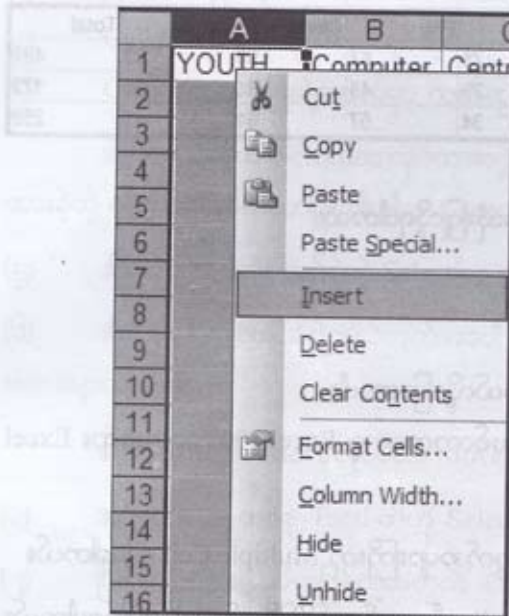 A B
1 YOUTH Computer Centr
2 Cut
3 Copy
4
5 Paste
6 Paste Special...
7
8 Insert
9 Delete
10 Clear Contents
11
12 Format Cells...
13 Column Width...
14 Hide
15
16 Unhide